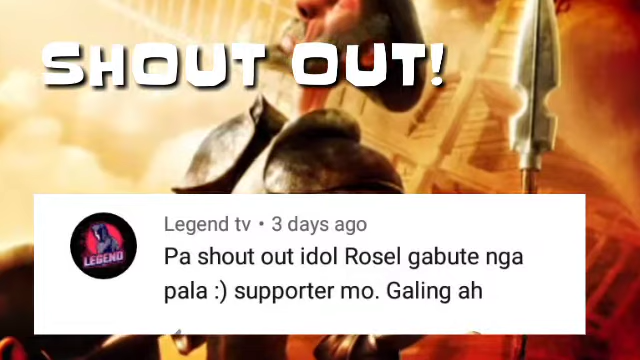 SHOUT OUT!
LEGEND
Legend tv • 3 days ago
Pa shout out idol Rosel gabute nga
pala :) supporter mo. Galing ah